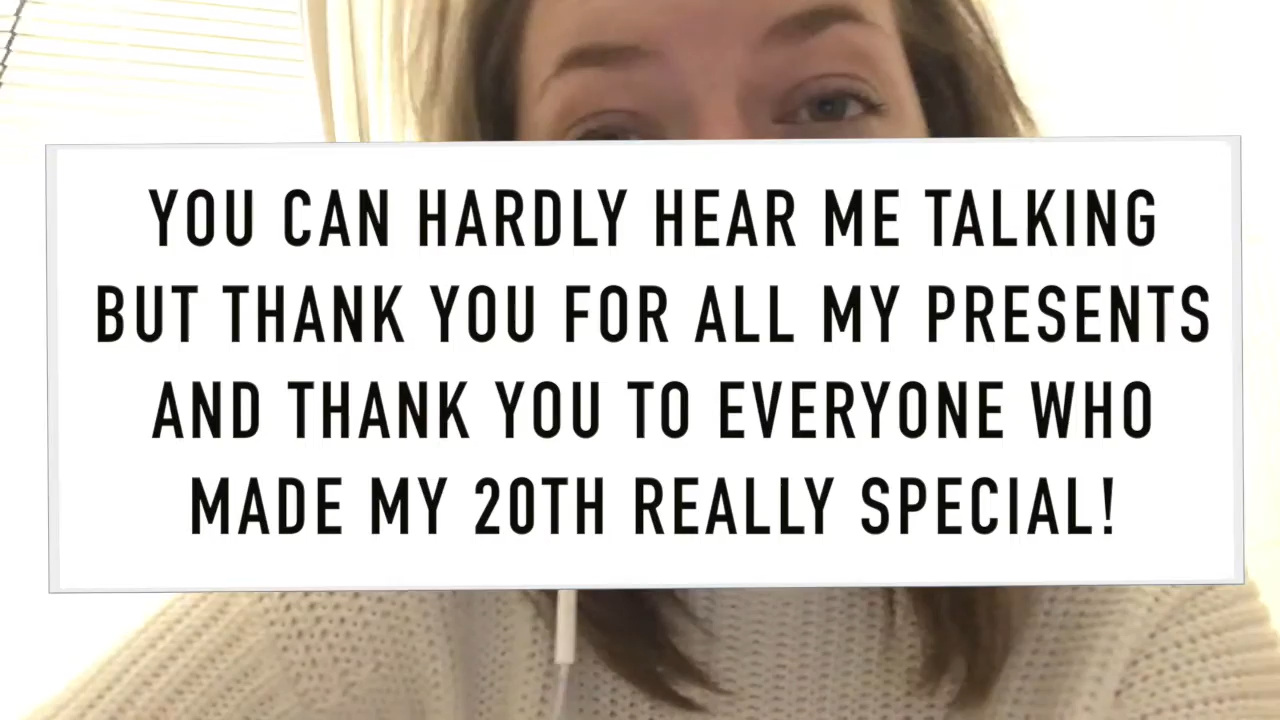 YOU CAN HARDLY HEAR ME TALKING
BUT THANK YOU FOR ALL MY PRESENTS
AND THANK YOU TO EVERYONE WHO
MADE MY 20TH REALLY SPECIAL!